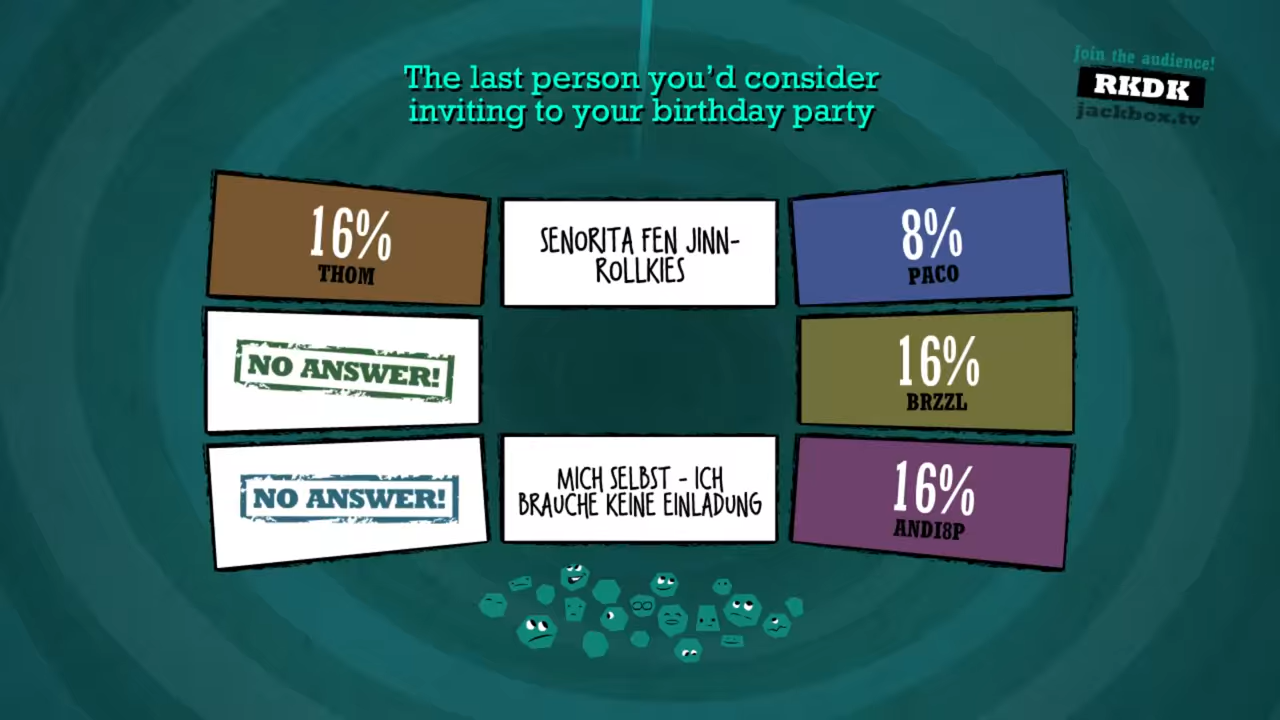 The last person you'd consider
inviting to your birthday party
Join the audience!
RKDK
jackbox.tv
16%
THOM
SENORITA FEN JINN-
ROLLKIES
8%
PACO
NO ANSWER!
16%
BRZZL
NO ANSWER!
MICH SELBST - ICH
BRAUCHE KEINE EINLADUNG
16%
ANDI8P